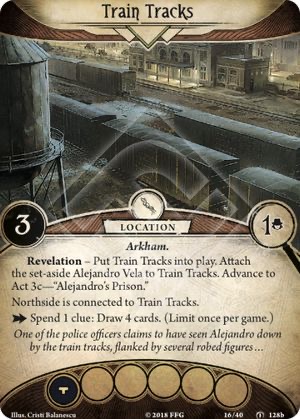 Train Tracks
3
LOCATION
1
Arkham.
Revelation – Put Train Tracks into play. Attach
the set-aside Alejandro Vela to Train Tracks. Advance to
Act 3c—“Alejandro’s Prison.”
Northside is connected to Train Tracks.
Spend 1 clue: Draw 4 cards. (Limit once per game.)
One of the police officers claims to have seen Alejandro down
by the train tracks, flanked by several robed figures…
Illus. Cristi Balanescu
© 2018 FFG
16/40
128b